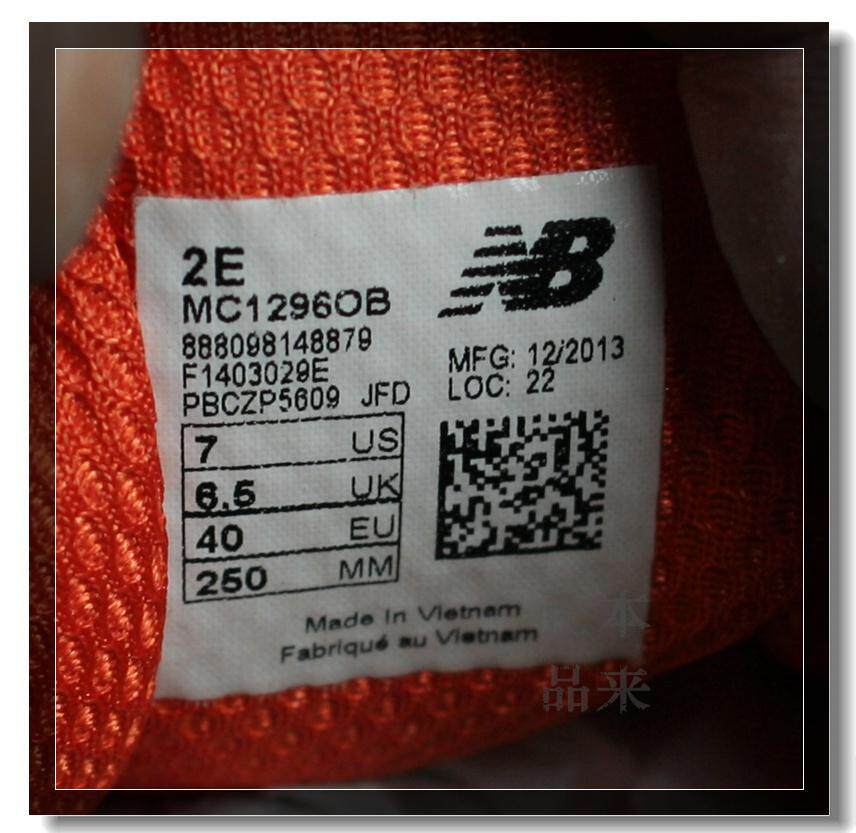 2E
MC1296OB
888098148879
F1403029E
PBCZP5609 JFD
NB
MFG: 12/2013
LOC: 22
7 US
6.5 UK
40 EU
250 MM
Made In Vietnam
Fabriqué au Vietnam
本
品来